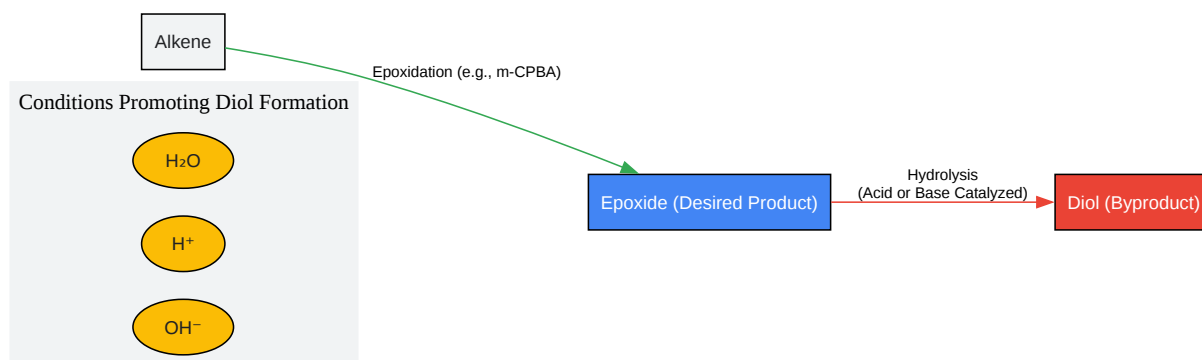 Alkene
Epoxidation (e.g., m-CPBA)
Conditions Promoting Diol Formation
H₂O
H⁺
OH⁻
Epoxide (Desired Product)
Hydrolysis
(Acid or Base Catalyzed)
Diol (Byproduct)